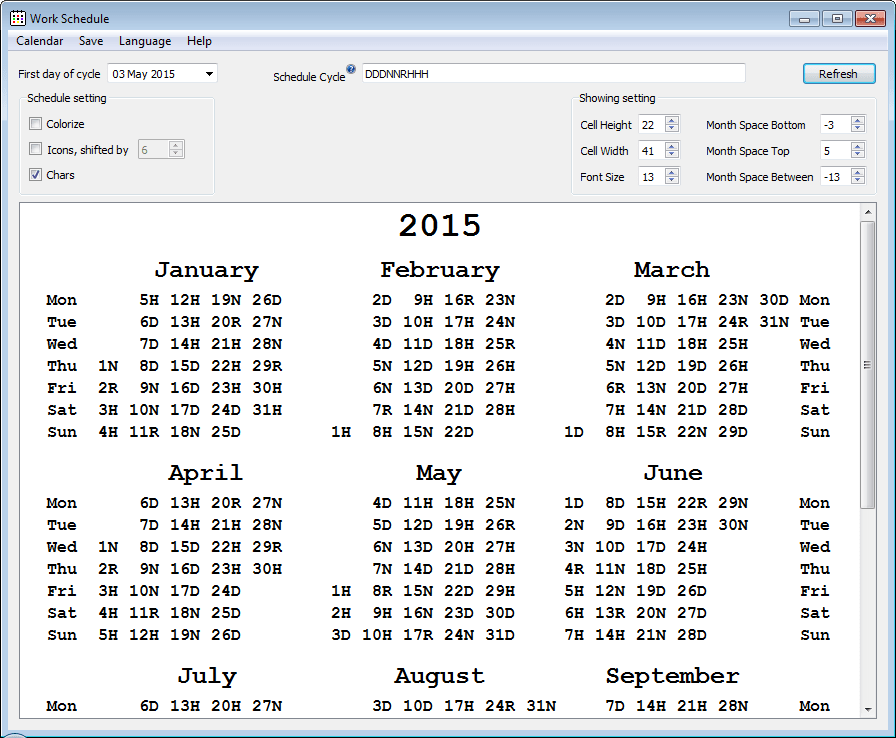 Work Schedule
Calendar Save Language Help
First day of cycle 03 May 2015 Schedule Cycle ? DDDNNRHHH Refresh
Schedule setting Showing setting
Colorize Cell Height 22 Month Space Bottom -3
Icons, shifted by 6 Cell Width 41 Month Space Top 5
Chars Font Size 13 Month Space Between -13
2015
January February March
Mon 5H 12H 19N 26D 2D 9H 16R 23N 2D 9H 16H 23N 30D Mon
Tue 6D 13H 20R 27N 3D 10H 17H 24N 3D 10D 17H 24R 31N Tue
Wed 7D 14H 21H 28N 4D 11D 18H 25R 4N 11D 18H 25H Wed
Thu 1N 8D 15D 22H 29R 5N 12D 19H 26H 5N 12D 19D 26H Thu
Fri 2R 9N 16D 23H 30H 6N 13D 20D 27H 6R 13N 20D 27H Fri
Sat 3H 10N 17D 24D 31H 7R 14N 21D 28H 7H 14N 21D 28D Sat
Sun 4H 11R 18N 25D 1H 8H 15N 22D 1D 8H 15R 22N 29D Sun
April May June
Mon 6D 13H 20R 27N 4D 11H 18H 25N 1D 8D 15H 22R 29N Mon
Tue 7D 14H 21H 28N 5D 12D 19H 26R 2N 9D 16H 23H 30N Tue
Wed 1N 8D 15D 22H 29R 6N 13D 20H 27H 3N 10D 17D 24H Wed
Thu 2R 9N 16D 23H 30H 7N 14D 21D 28H 4R 11N 18D 25H Thu
Fri 3H 10N 17D 24D 1H 8R 15N 22D 29H 5H 12N 19D 26D Fri
Sat 4H 11R 18N 25D 2H 9H 16N 23D 30D 6H 13R 20N 27D Sat
Sun 5H 12H 19N 26D 3D 10H 17R 24N 31D 7H 14H 21N 28D Sun
July August September
Mon 6D 13H 20H 27N 3D 10D 17H 24R 31N 7D 14H 21H 28N Mon